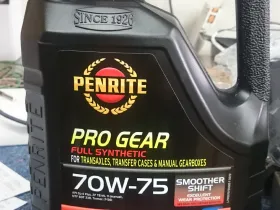 SINCE 1926
PENRITE
PENRITE
PRO GEAR
FULL SYNTHETIC
FOR TRANSAXLES, TRANSFER CASES & MANUAL GEARBOXES
70W-75
SMOOTHER
SHIFT
EXCELLENT
WEAR PROTECTION